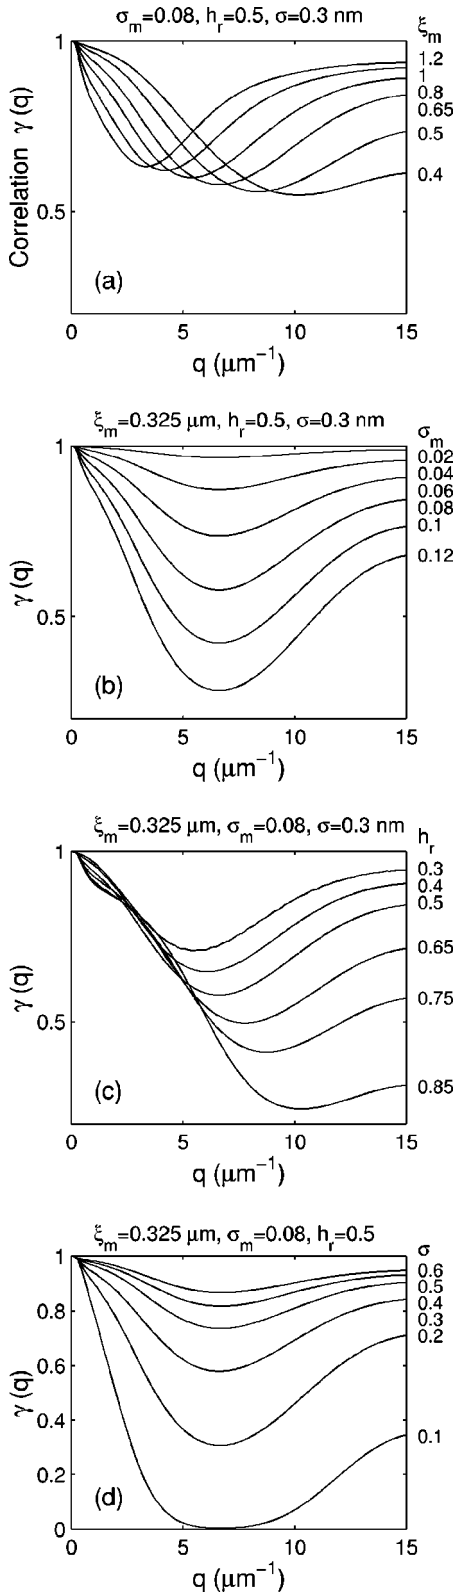 σm=0.08, hr=0.5, σ=0.3 nm
ξm
1
1.2
1
0.8
0.65
0.5
0.4
0.5
Correlation γ (q)
(a)
0 5 10 15
q (μm⁻¹)
ξm=0.325 μm, hr=0.5, σ=0.3 nm
σm
1
0.02
0.04
0.06
0.08
0.1
0.12
0.5
γ (q)
(b)
0 5 10 15
q (μm⁻¹)
ξm=0.325 μm, σm=0.08, σ=0.3 nm
hr
1
0.3
0.4
0.5
0.65
0.75
0.85
0.5
γ (q)
(c)
0 5 10 15
q (μm⁻¹)
ξm=0.325 μm, σm=0.08, hr=0.5
σ
1
0.8
0.6
0.4
0.2
0
0.6
0.5
0.4
0.3
0.2
0.1
γ (q)
(d)
0 5 10 15
q (μm⁻¹)